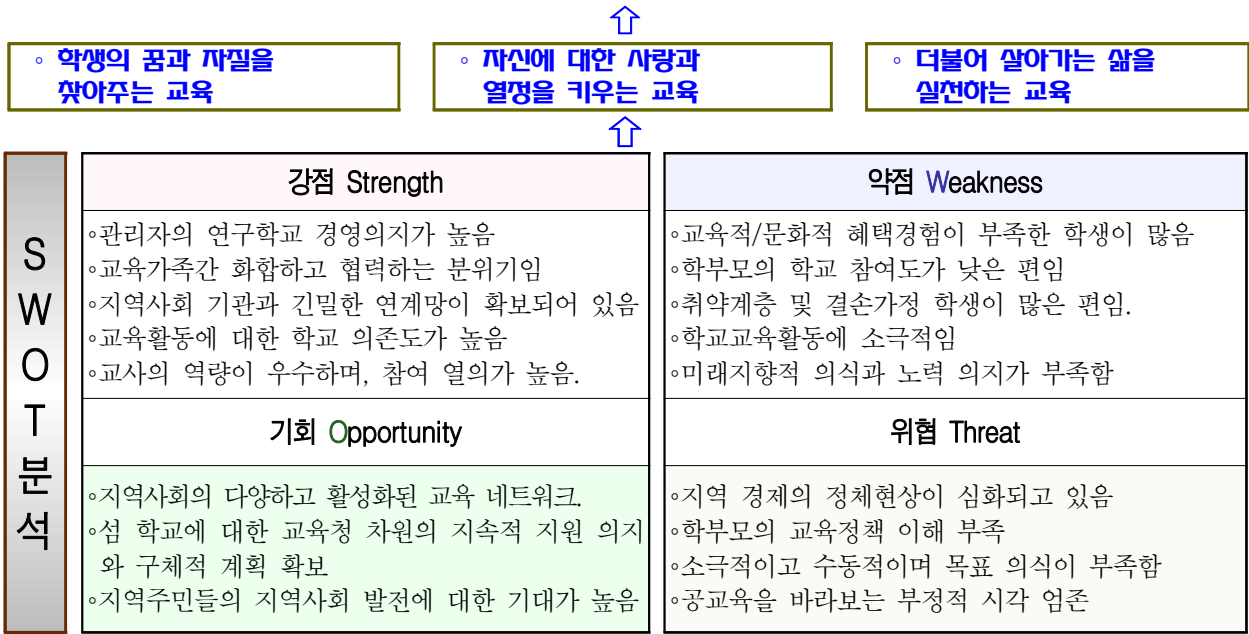 ◦ 학생의 꿈과 자질을
찾아주는 교육
◦ 자신에 대한 사랑과
열정을 키우는 교육
◦ 더불어 살아가는 삶을
실천하는 교육
S
W
O
T
분
석
강점 Strength
◦관리자의 연구학교 경영의지가 높음
◦교육가족간 화합하고 협력하는 분위기임
◦지역사회 기관과 긴밀한 연계망이 확보되어 있음
◦교육활동에 대한 학교 의존도가 높음
◦교사의 역량이 우수하며, 참여 열의가 높음.
약점 Weakness
◦교육적/문화적 혜택경험이 부족한 학생이 많음
◦학부모의 학교 참여도가 낮은 편임
◦취약계층 및 결손가정 학생이 많은 편임.
◦학교교육활동에 소극적임
◦미래지향적 의식과 노력 의지가 부족함
기회 Opportunity
◦지역사회의 다양하고 활성화된 교육 네트워크.
◦섬 학교에 대한 교육청 차원의 지속적 지원 의지
와 구체적 계획 확보
◦지역주민들의 지역사회 발전에 대한 기대가 높음
위협 Threat
◦지역 경제의 정체현상이 심화되고 있음
◦학부모의 교육정책 이해 부족
◦소극적이고 수동적이며 목표 의식이 부족함
◦공교육을 바라보는 부정적 시각 엄존